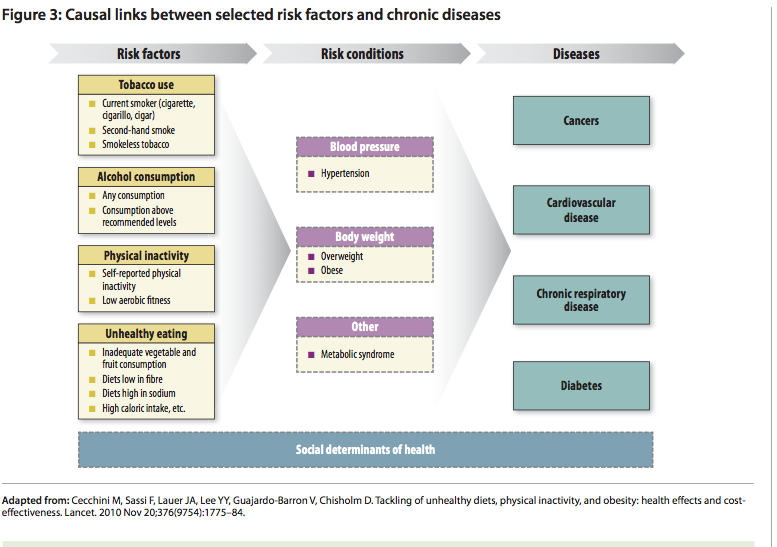 Figure 3: Causal links between selected risk factors and chronic diseases
Risk factors
Risk conditions
Diseases
Tobacco use
Current smoker (cigarette,
cigarillo, cigar)
Second-hand smoke
Smokeless tobacco
Alcohol consumption
Any consumption
Consumption above
recommended levels
Physical inactivity
Self-reported physical
inactivity
Low aerobic fitness
Unhealthy eating
Inadequate vegetable and
fruit consumption
Diets low in fibre
Diets high in sodium
High caloric intake, etc.
Blood pressure
Hypertension
Body weight
Overweight
Obese
Other
Metabolic syndrome
Cancers
Cardiovascular
disease
Chronic respiratory
disease
Diabetes
Social determinants of health
Adapted from: Cecchini M, Sassi F, Lauer JA, Lee YY, Guajardo-Barron V, Chisholm D. Tackling of unhealthy diets, physical inactivity, and obesity: health effects and cost-
effectiveness. Lancet. 2010 Nov 20;376(9754):1775–84.